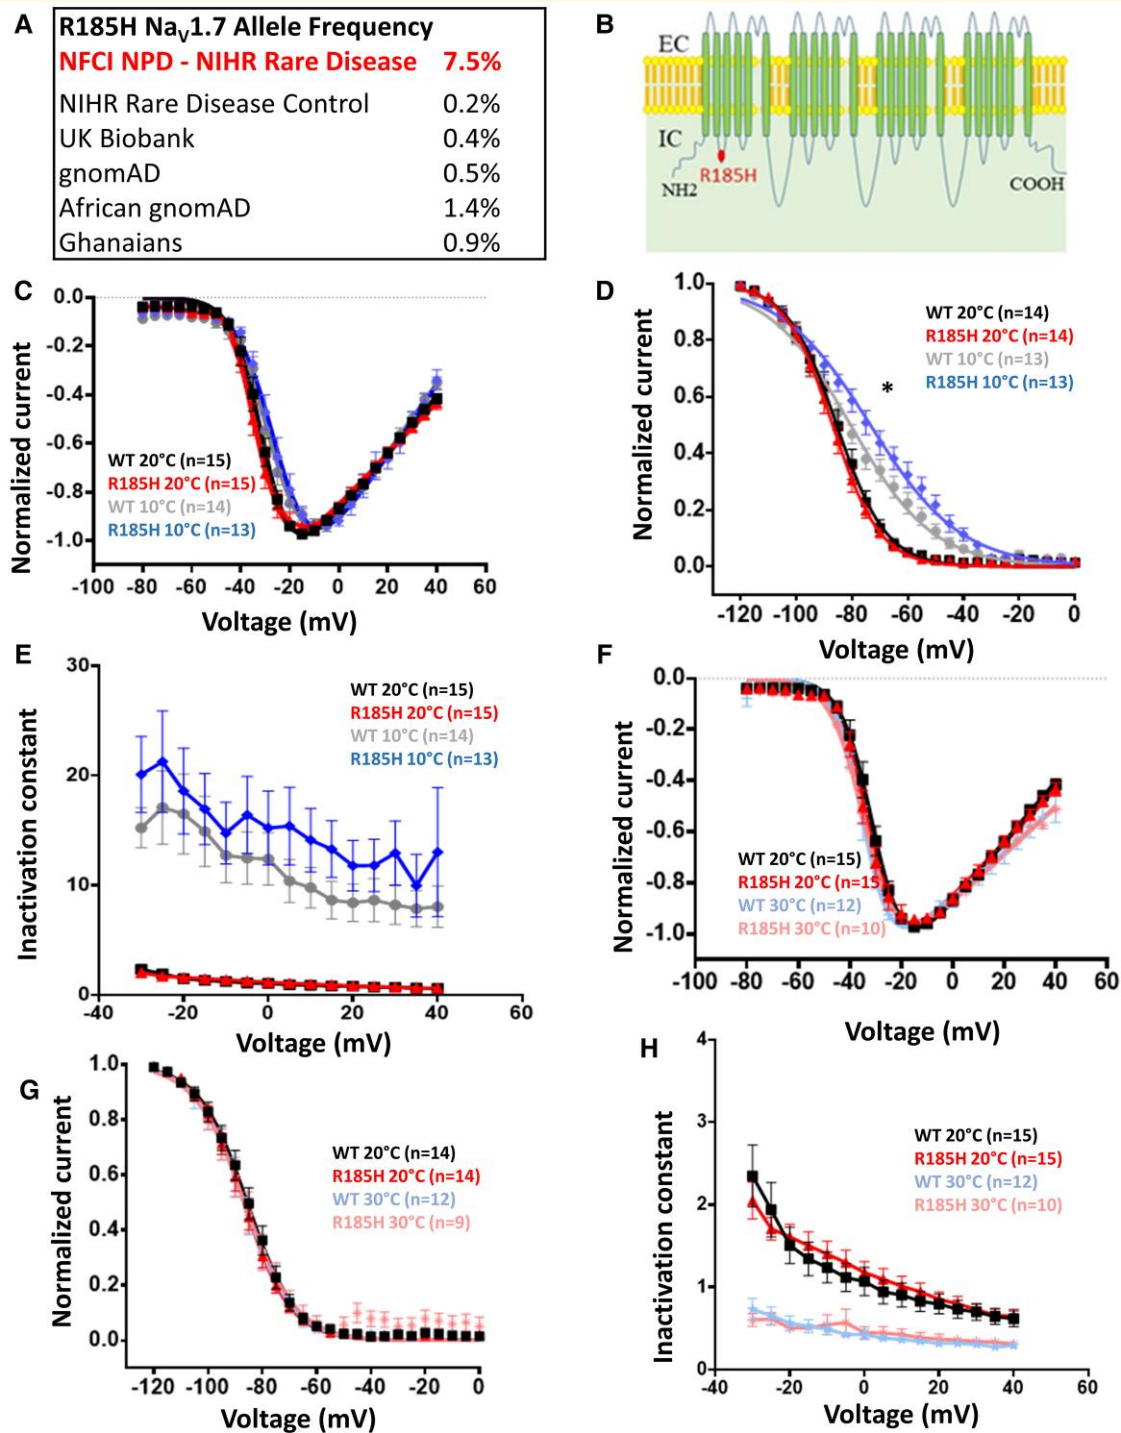 A
R185H NaV1.7 Allele Frequency
NFCI NPD - NIHR Rare Disease 7.5%
NIHR Rare Disease Control 0.2%
UK Biobank 0.4%
gnomAD 0.5%
African gnomAD 1.4%
Ghanaians 0.9%
B
EC
IC
NH2
R185H
COOH
C
Normalized current
0.0
-0.2
-0.4
-0.6
-0.8
-1.0
WT 20°C (n=15)
R185H 20°C (n=15)
WT 10°C (n=14)
R185H 10°C (n=13)
-100 -80 -60 -40 -20 0 20 40 60
Voltage (mV)
D
Normalized current
1.0
0.8
0.6
0.4
0.2
0.0
WT 20°C (n=14)
R185H 20°C (n=14)
WT 10°C (n=13)
R185H 10°C (n=13)
*
-120 -100 -80 -60 -40 -20 0
Voltage (mV)
E
Inactivation constant
30
20
10
0
WT 20°C (n=15)
R185H 20°C (n=15)
WT 10°C (n=14)
R185H 10°C (n=13)
-40 -20 0 20 40 60
Voltage (mV)
F
Normalized current
0.0
-0.2
-0.4
-0.6
-0.8
-1.0
WT 20°C (n=15)
R185H 20°C (n=15
WT 30°C (n=12)
R185H 30°C (n=10)
-100 -80 -60 -40 -20 0 20 40 60
Voltage (mV)
G
Normalized current
1.0
0.8
0.6
0.4
0.2
0.0
WT 20°C (n=14)
R185H 20°C (n=14)
WT 30°C (n=12)
R185H 30°C (n=9)
-120 -100 -80 -60 -40 -20 0
Voltage (mV)
H
Inactivation constant
4
3
2
1
0
WT 20°C (n=15)
R185H 20°C (n=15)
WT 30°C (n=12)
R185H 30°C (n=10)
-40 -20 0 20 40 60
Voltage (mV)